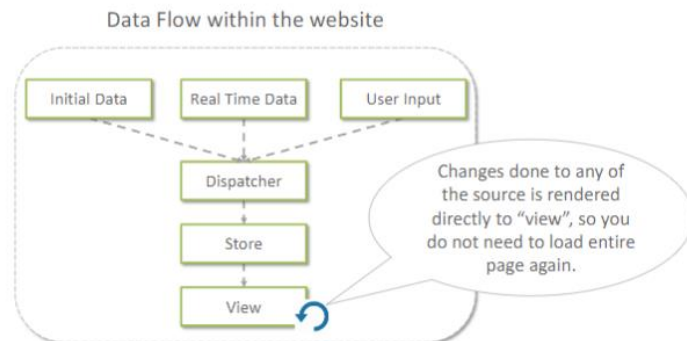 Data Flow within the website
Initial Data
Real Time Data
User Input
Dispatcher
Store
View
Changes done to any of
the source is rendered
directly to “view”, so you
do not need to load entire
page again.